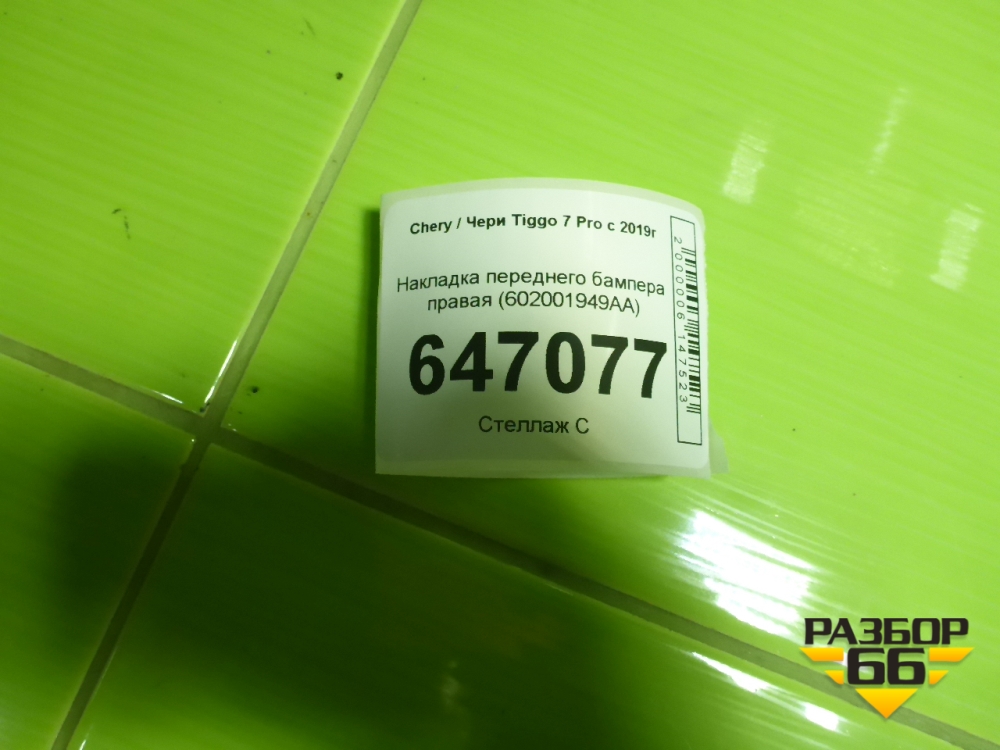 Chery / Чери Tiggo 7 Pro с 2019г
Накладка переднего бампера
правая (602001949AA)
647077
Стеллаж С
2000006147523
РАЗБОР
66